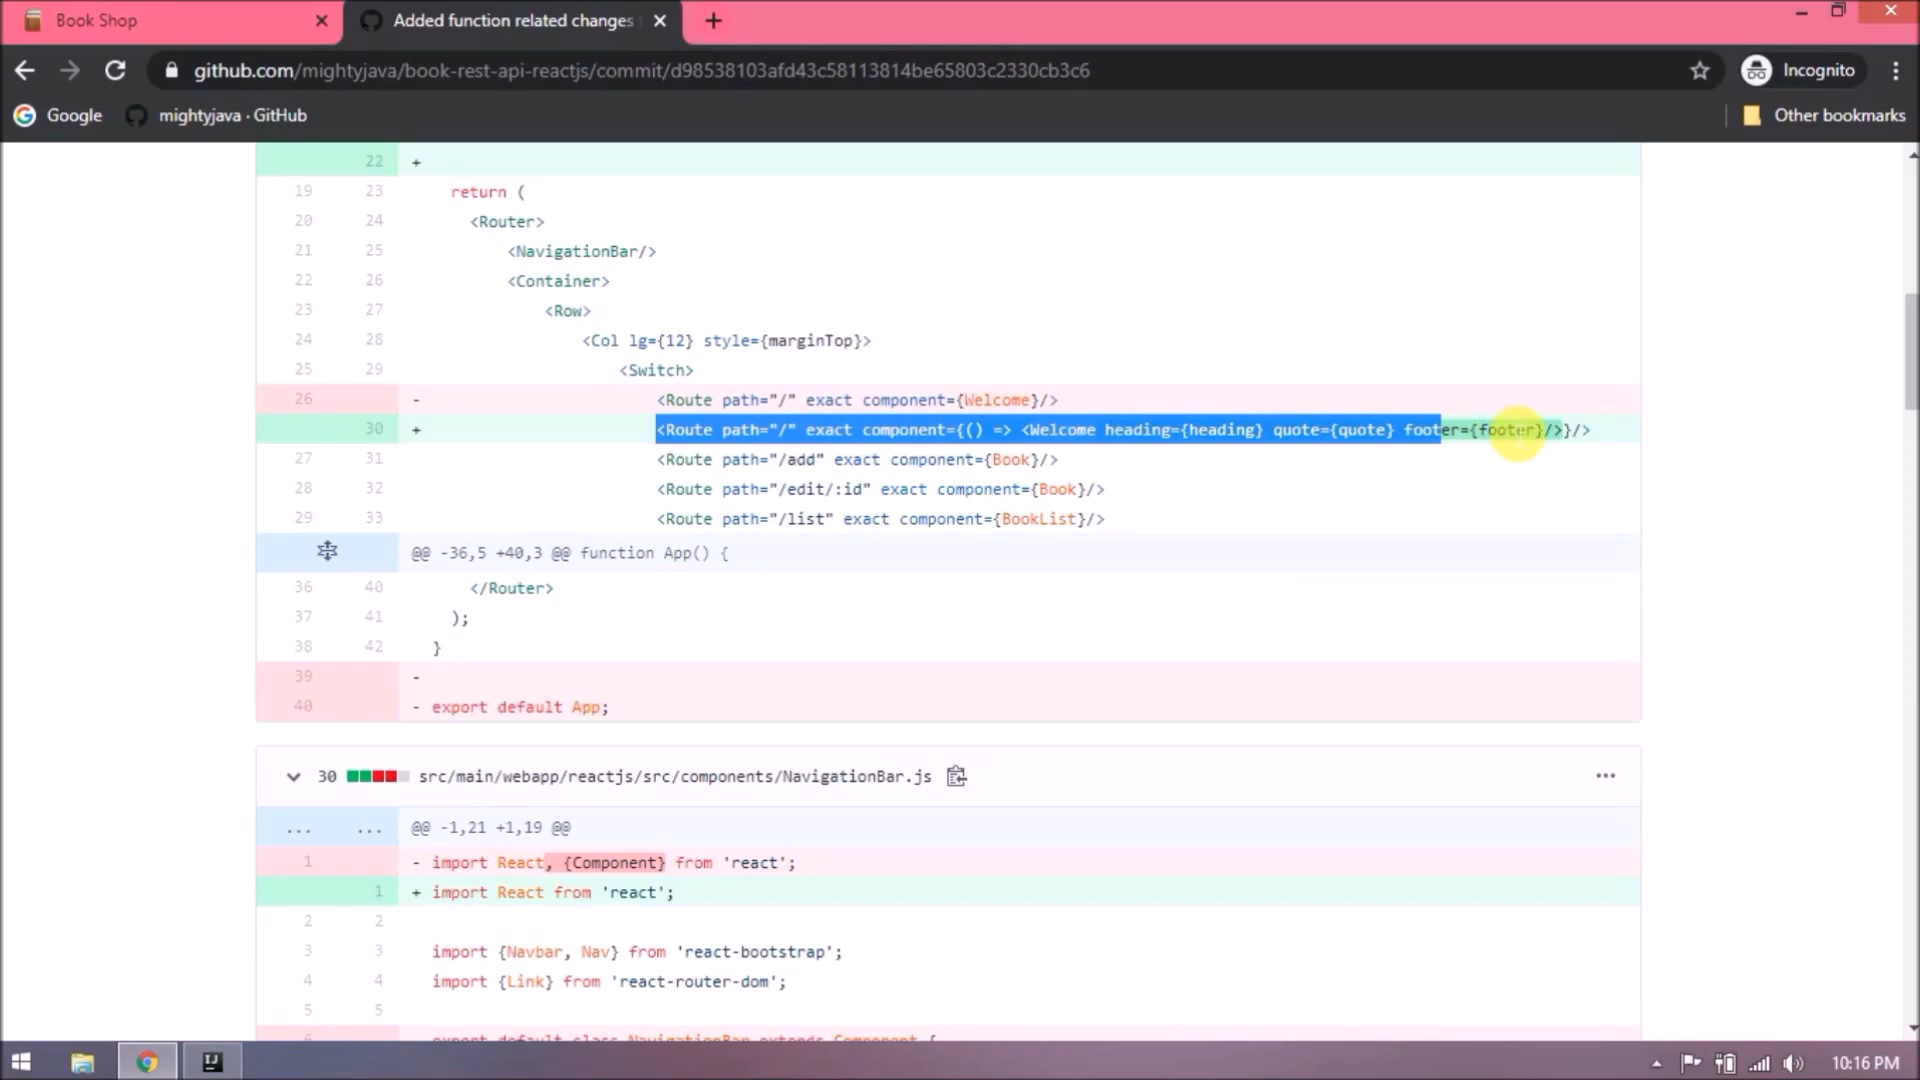 Book Shop
Added function related changes
github.com/mightyjava/book-rest-api-reactjs/commit/d98538103afd43c58113814be65803c2330cb3c6
Incognito
Google
mightyjava · GitHub
Other bookmarks
22 +
19 23 return (
20 24 <Router>
21 25 <NavigationBar/>
22 26 <Container>
23 27 <Row>
24 28 <Col lg={12} style={marginTop}>
25 29 <Switch>
26 - <Route path="/" exact component={Welcome}/>
30 + <Route path="/" exact component={() => <Welcome heading={heading} quote={quote} footer={footer}/>}/>
27 31 <Route path="/add" exact component={Book}/>
28 32 <Route path="/edit/:id" exact component={Book}/>
29 33 <Route path="/list" exact component={BookList}/>
@@ -36,5 +40,3 @@ function App() {
36 40 </Router>
37 41 );
38 42 }
39 -
40 - export default App;
30 src/main/webapp/reactjs/src/components/NavigationBar.js
... ... @@ -1,21 +1,19 @@
1 - import React, {Component} from 'react';
1 + import React from 'react';
2 2
3 3 import {Navbar, Nav} from 'react-bootstrap';
4 4 import {Link} from 'react-router-dom';
5 5
6 - export default class NavigationBar extends Component {
10:16 PM